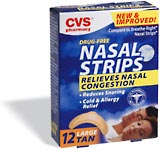 CVS
pharmacy
NEW &
IMPROVED!
Compare to Breathe Right®
Nasal Strips*
DRUG-FREE
NASAL
STRIPS
RELIEVES NASAL
CONGESTION
• Reduces Snoring
• Cold & Allergy
Relief
12 LARGE
TAN